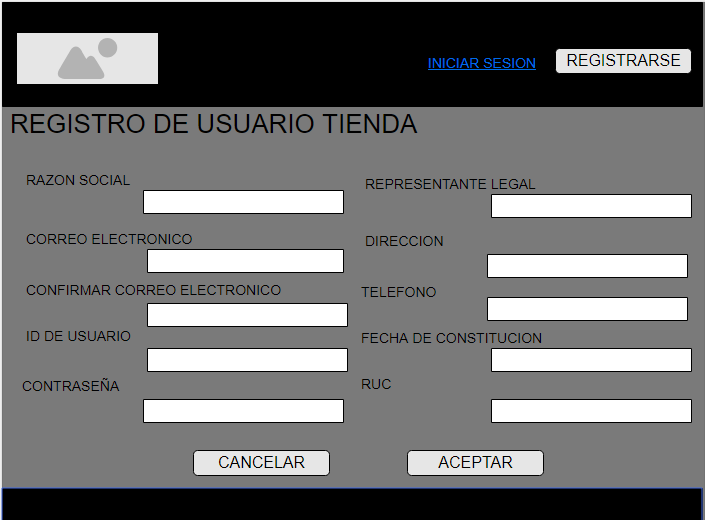 INICIAR SESION
REGISTRARSE
REGISTRO DE USUARIO TIENDA
RAZON SOCIAL
REPRESENTANTE LEGAL
CORREO ELECTRONICO
DIRECCION
CONFIRMAR CORREO ELECTRONICO
TELEFONO
ID DE USUARIO
FECHA DE CONSTITUCION
CONTRASEÑA
RUC
CANCELAR
ACEPTAR